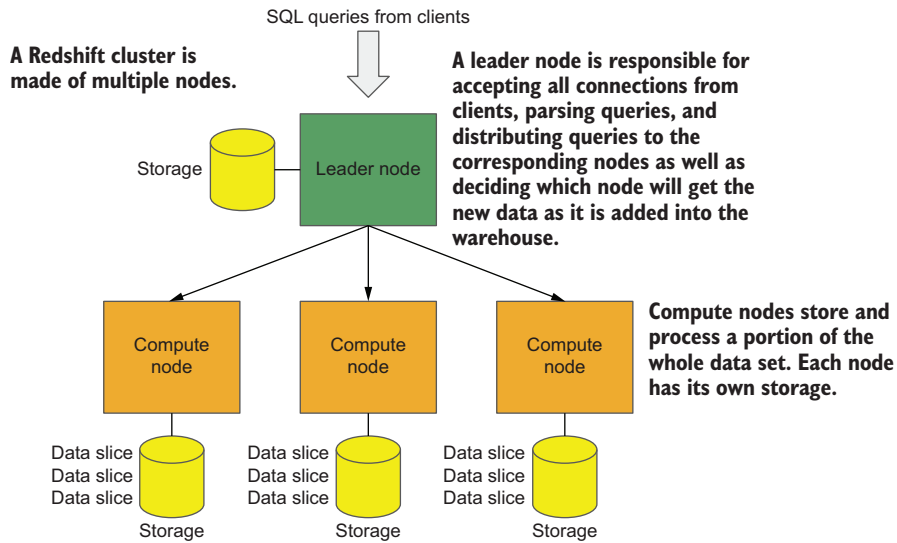 SQL queries from clients
A Redshift cluster is
made of multiple nodes.
A leader node is responsible for
accepting all connections from
clients, parsing queries, and
distributing queries to the
corresponding nodes as well as
deciding which node will get the
new data as it is added into the
warehouse.
Storage
Leader node
Compute
node
Compute
node
Compute
node
Compute nodes store and
process a portion of the
whole data set. Each node
has its own storage.
Data slice
Data slice
Data slice
Storage
Data slice
Data slice
Data slice
Storage
Data slice
Data slice
Data slice
Storage